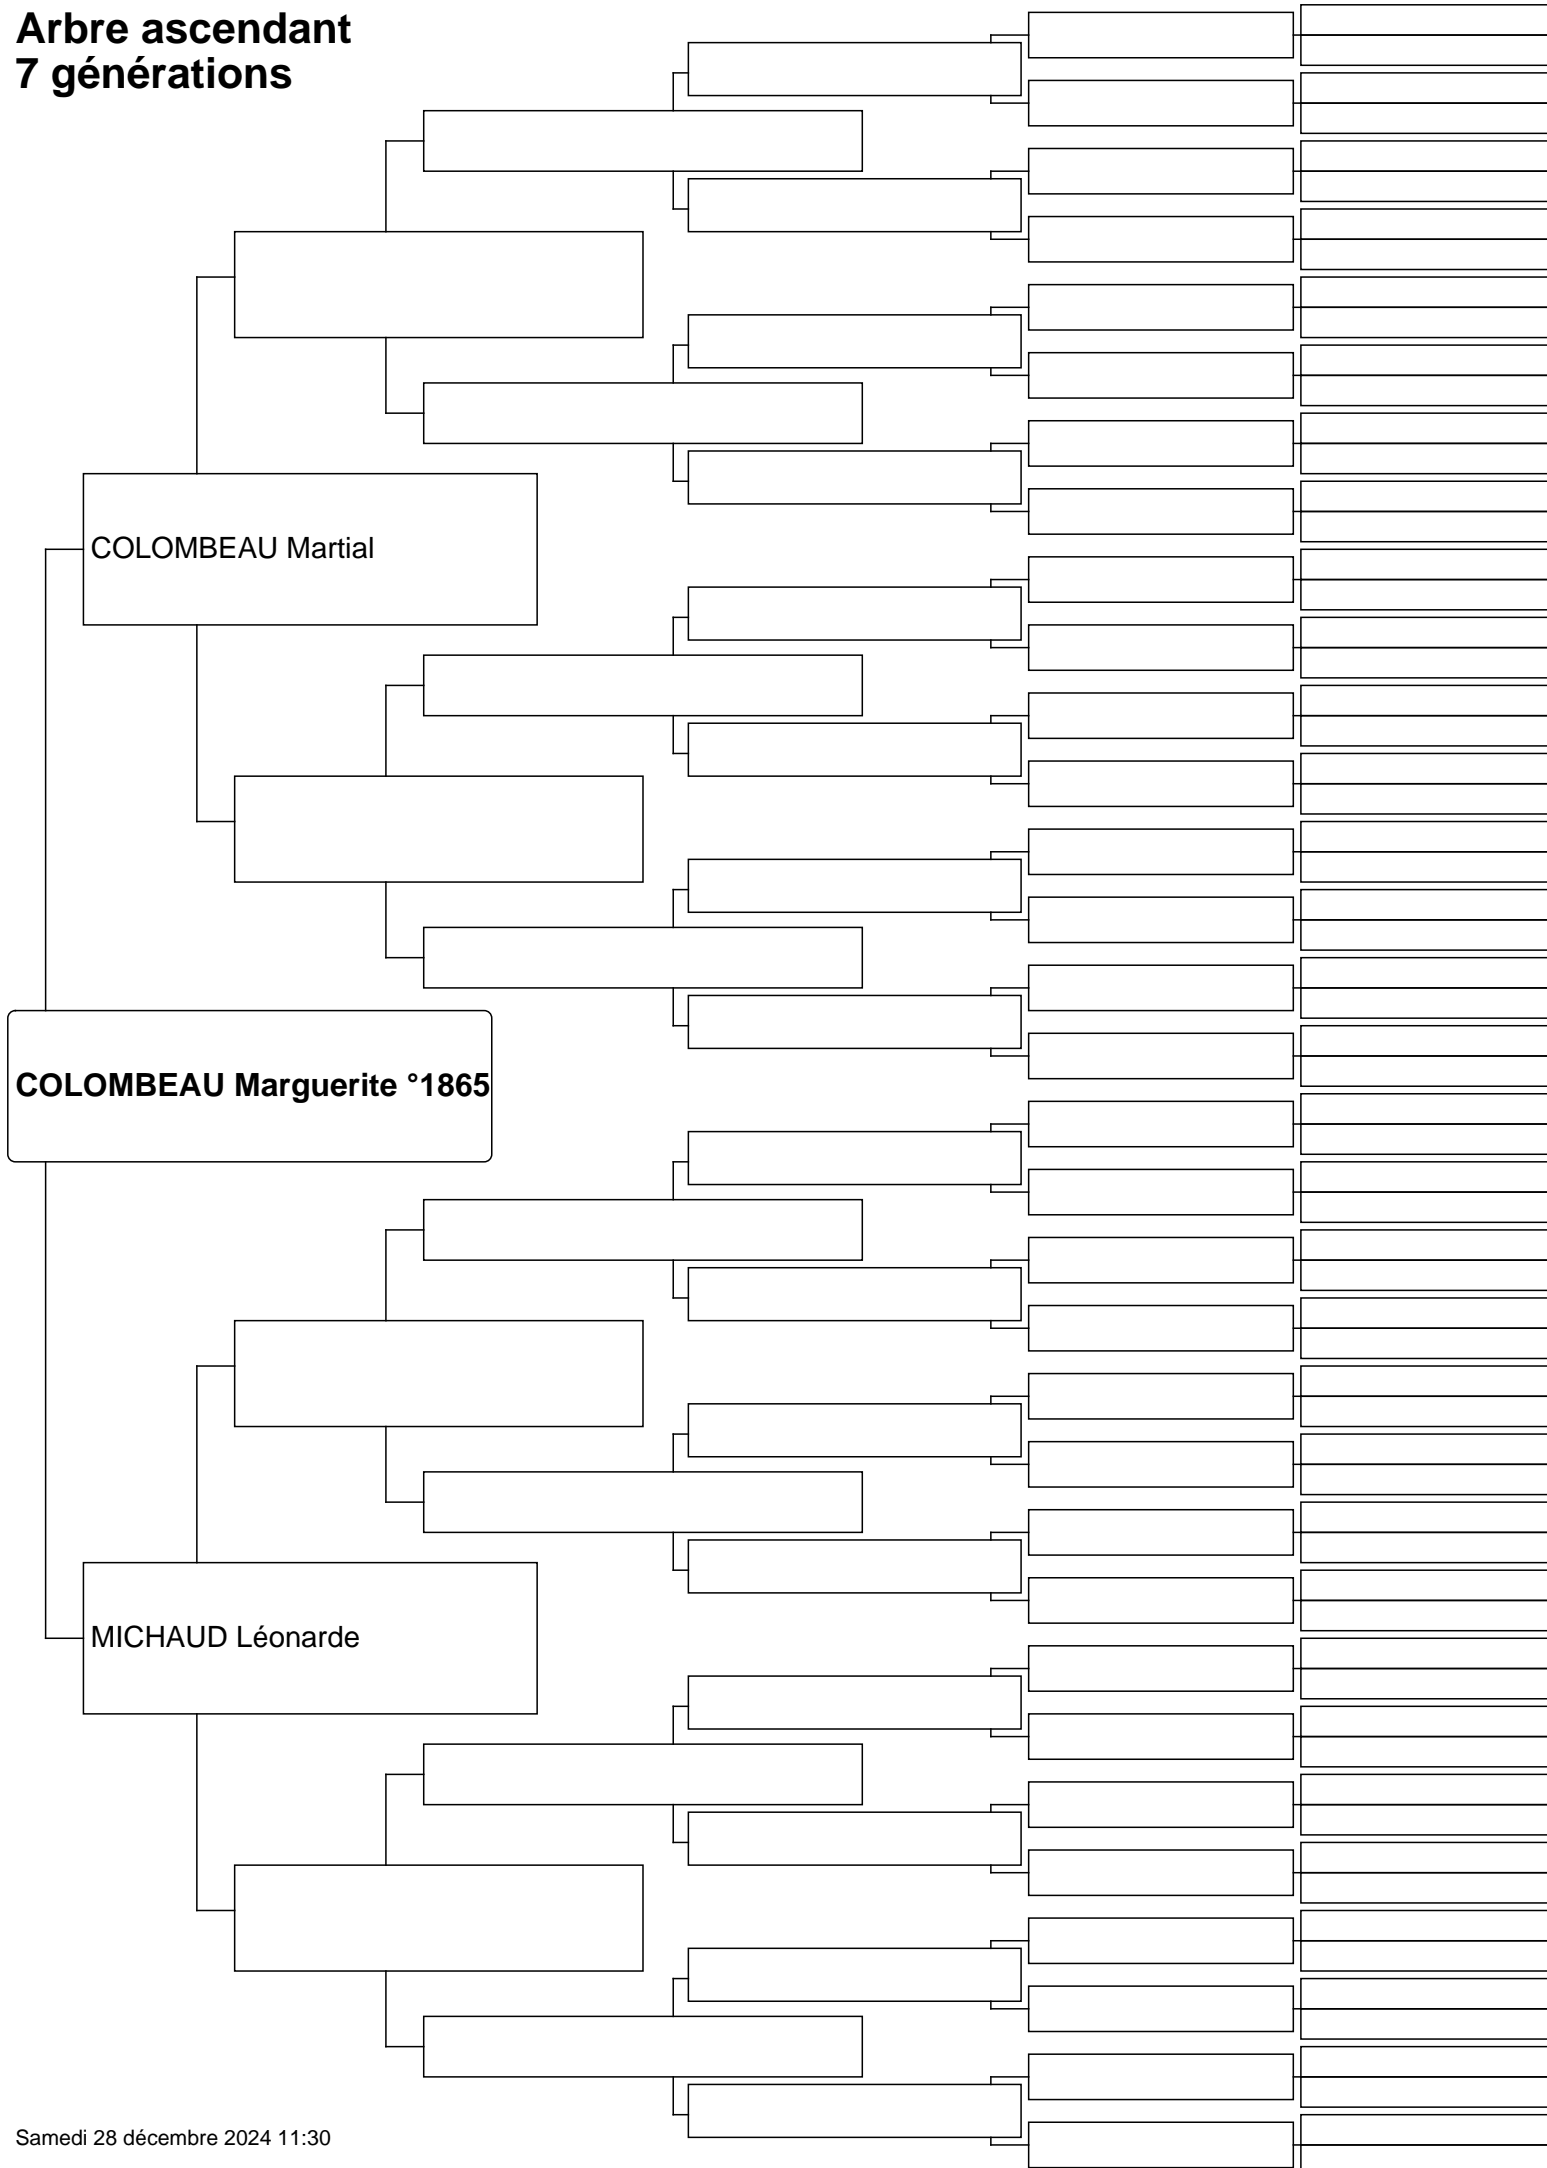 Arbre ascendant
7 générations
COLOMBEAU Martial
COLOMBEAU Marguerite °1865
MICHAUD Léonarde
Samedi 28 décembre 2024 11:30